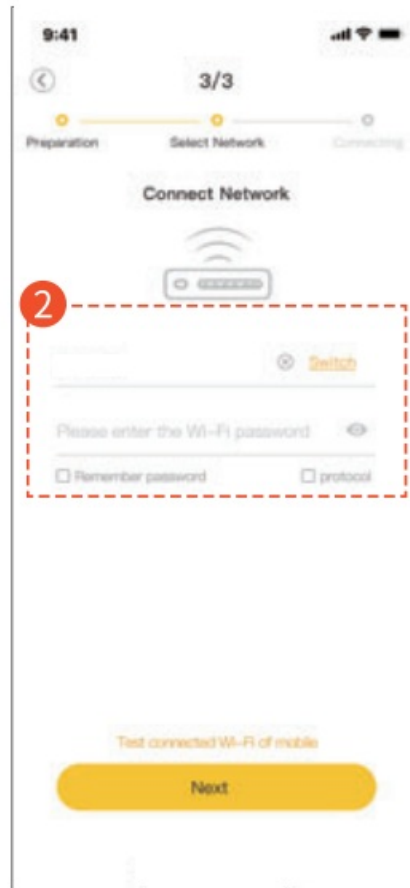 9:41
3/3
Preparation Select Network Connecting
Connect Network
2
Switch
Please enter the Wi-Fi password
Remember password protocol
Test connected Wi-Fi of mobile
Next